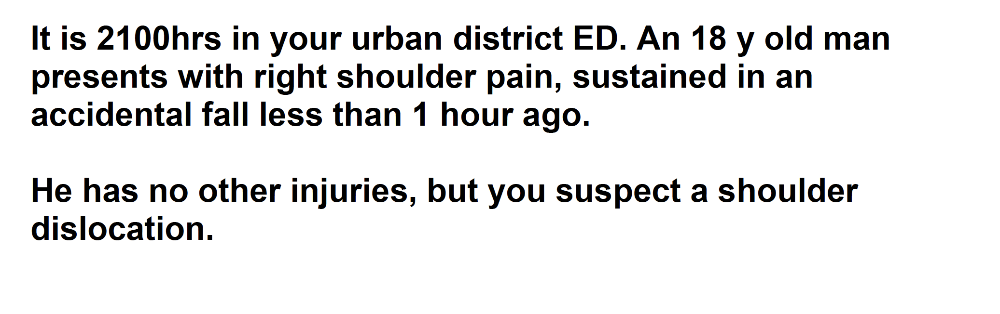 It is 2100hrs in your urban district ED. An 18 y old man
presents with right shoulder pain, sustained in an
accidental fall less than 1 hour ago.
He has no other injuries, but you suspect a shoulder
dislocation.